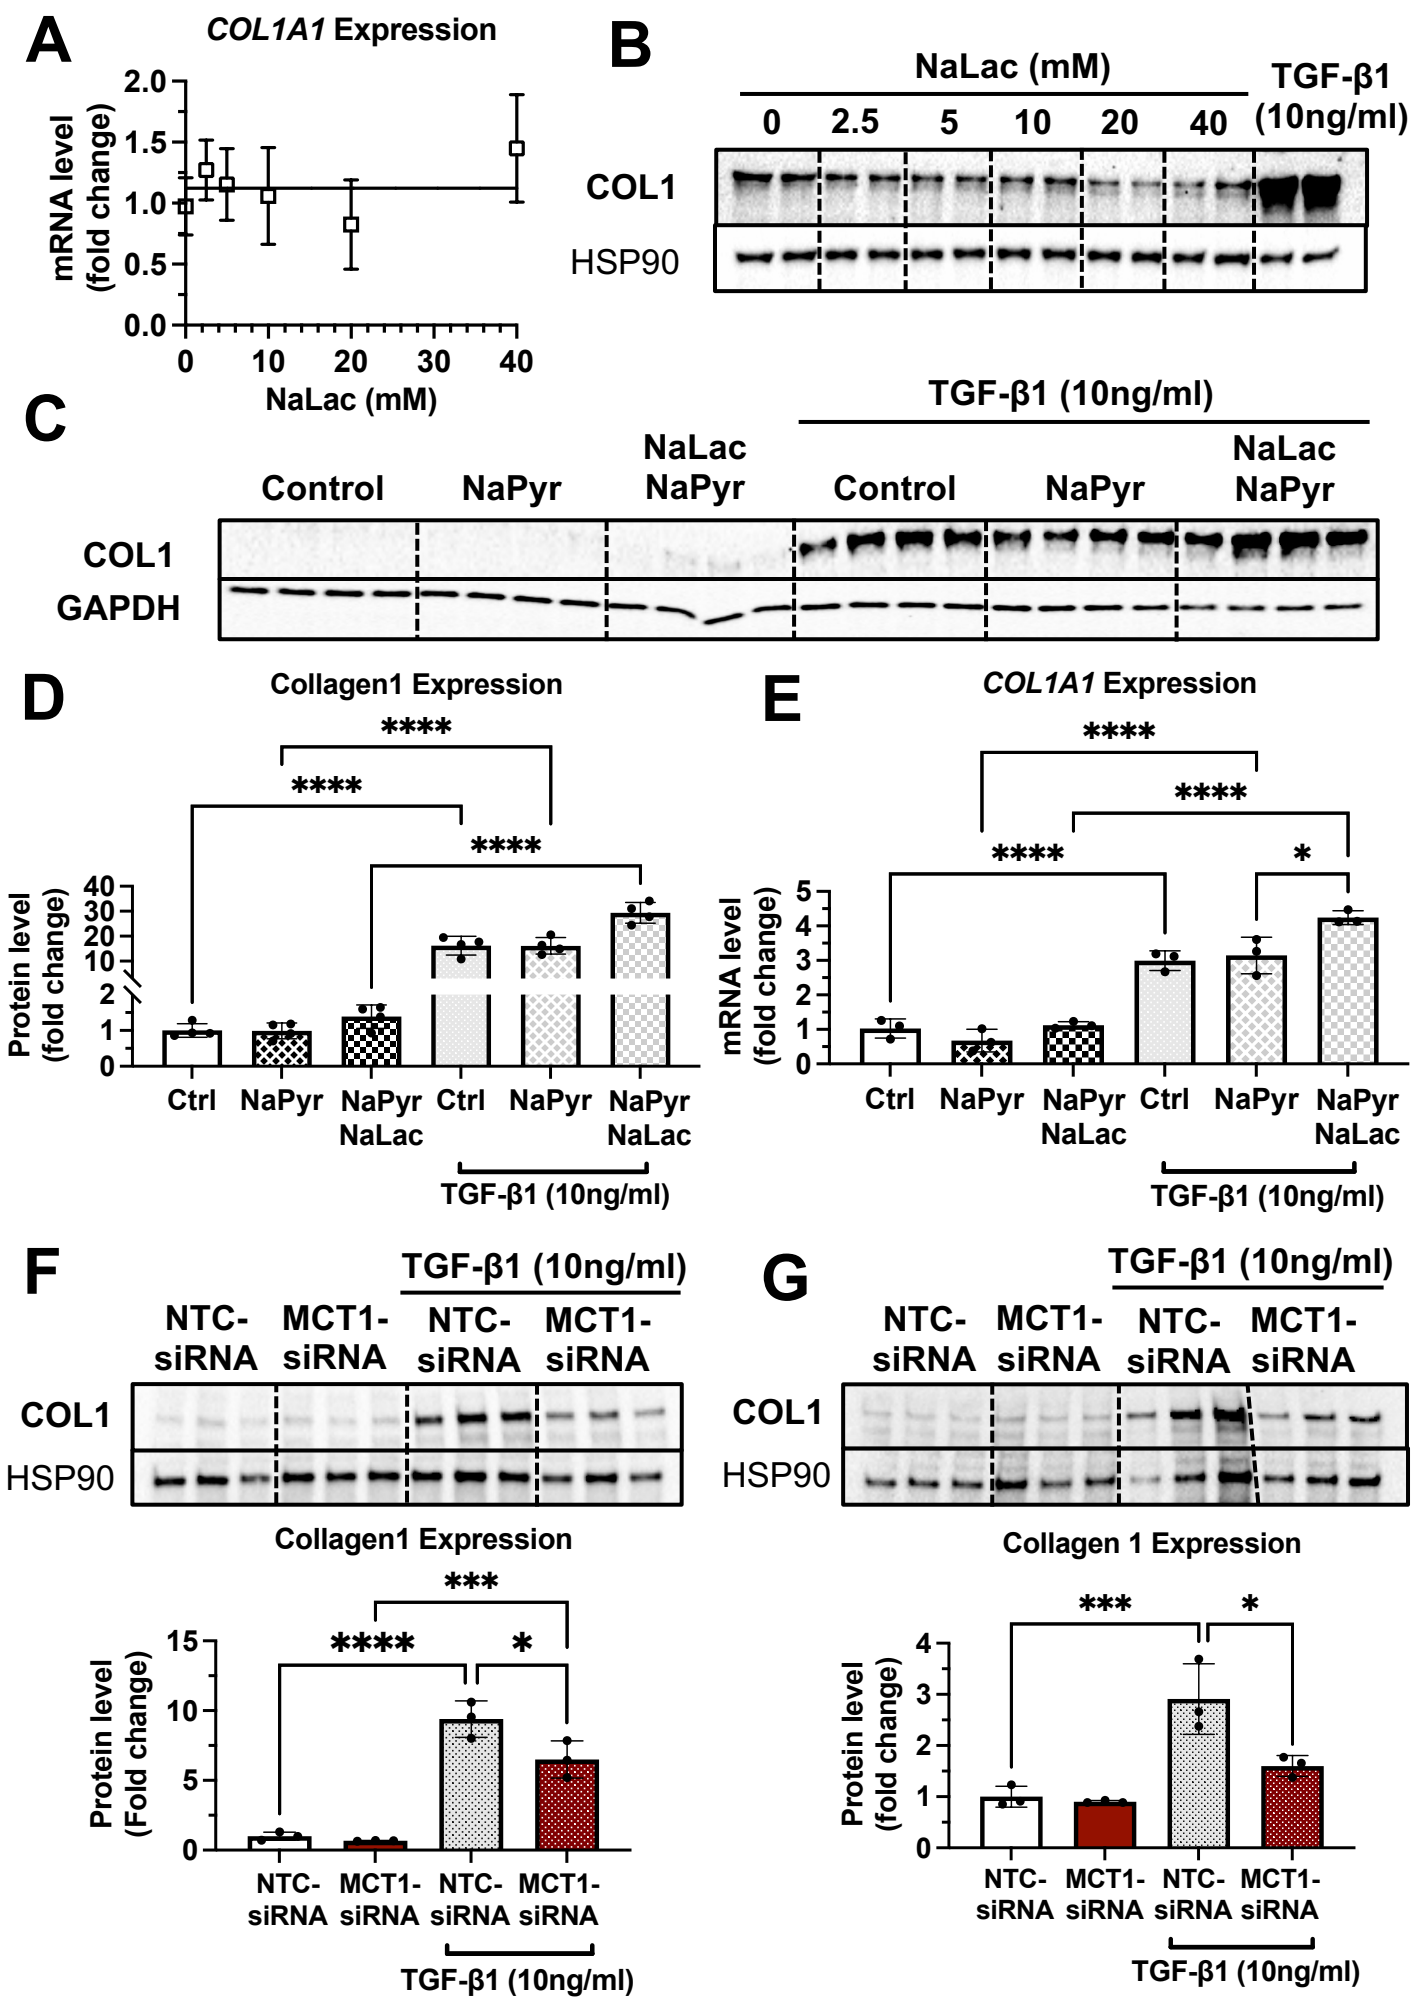 A
COL1A1 Expression
mRNA level
(fold change)
2.0
1.5
1.0
0.5
0.0
0 10 20 30 40
NaLac (mM)
B
NaLac (mM)
TGF-β1
(10ng/ml)
0 2.5 5 10 20 40
COL1
HSP90
C
TGF-β1 (10ng/ml)
Control NaPyr NaLac NaPyr Control NaPyr NaLac NaPyr
COL1
GAPDH
D
Collagen1 Expression
****
****
****
Protein level
(fold change)
40
30
20
10
2
1
0
Ctrl NaPyr NaPyr Ctrl NaPyr NaPyr
NaLac NaLac
TGF-β1 (10ng/ml)
E
COL1A1 Expression
****
****
**** *
mRNA level
(fold change)
5
4
3
2
1
0
Ctrl NaPyr NaPyr Ctrl NaPyr NaPyr
NaLac NaLac
TGF-β1 (10ng/ml)
F
TGF-β1 (10ng/ml)
NTC- MCT1- NTC- MCT1-
siRNA siRNA siRNA siRNA
COL1
HSP90
Collagen1 Expression
***
**** *
Protein level
(Fold change)
15
10
5
0
NTC- MCT1- NTC- MCT1-
siRNA siRNA siRNA siRNA
TGF-β1 (10ng/ml)
G
TGF-β1 (10ng/ml)
NTC- MCT1- NTC- MCT1-
siRNA siRNA siRNA siRNA
COL1
HSP90
Collagen 1 Expression
*** *
Protein level
(fold change)
4
3
2
1
0
NTC- MCT1- NTC- MCT1-
siRNA siRNA siRNA siRNA
TGF-β1 (10ng/ml)